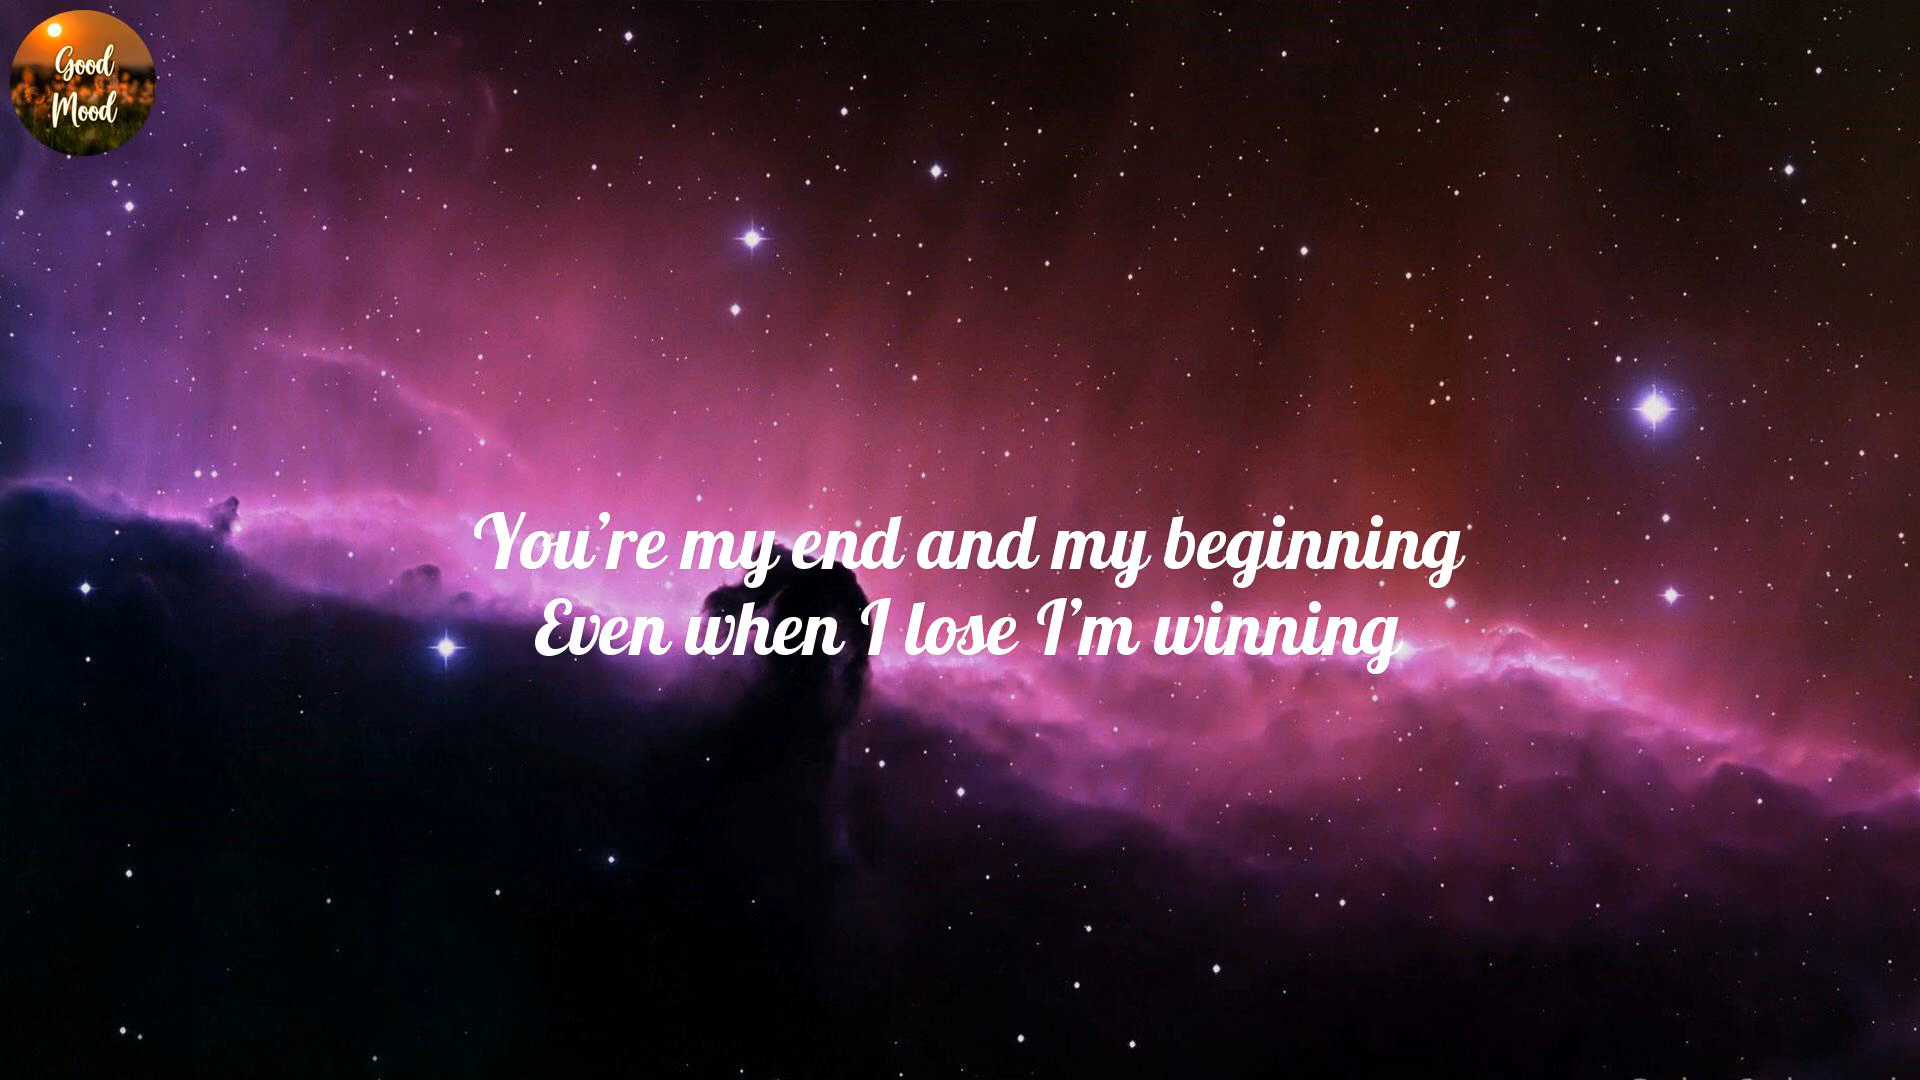 Good
Mood
You’re my end and my beginning
Even when I lose I’m winning